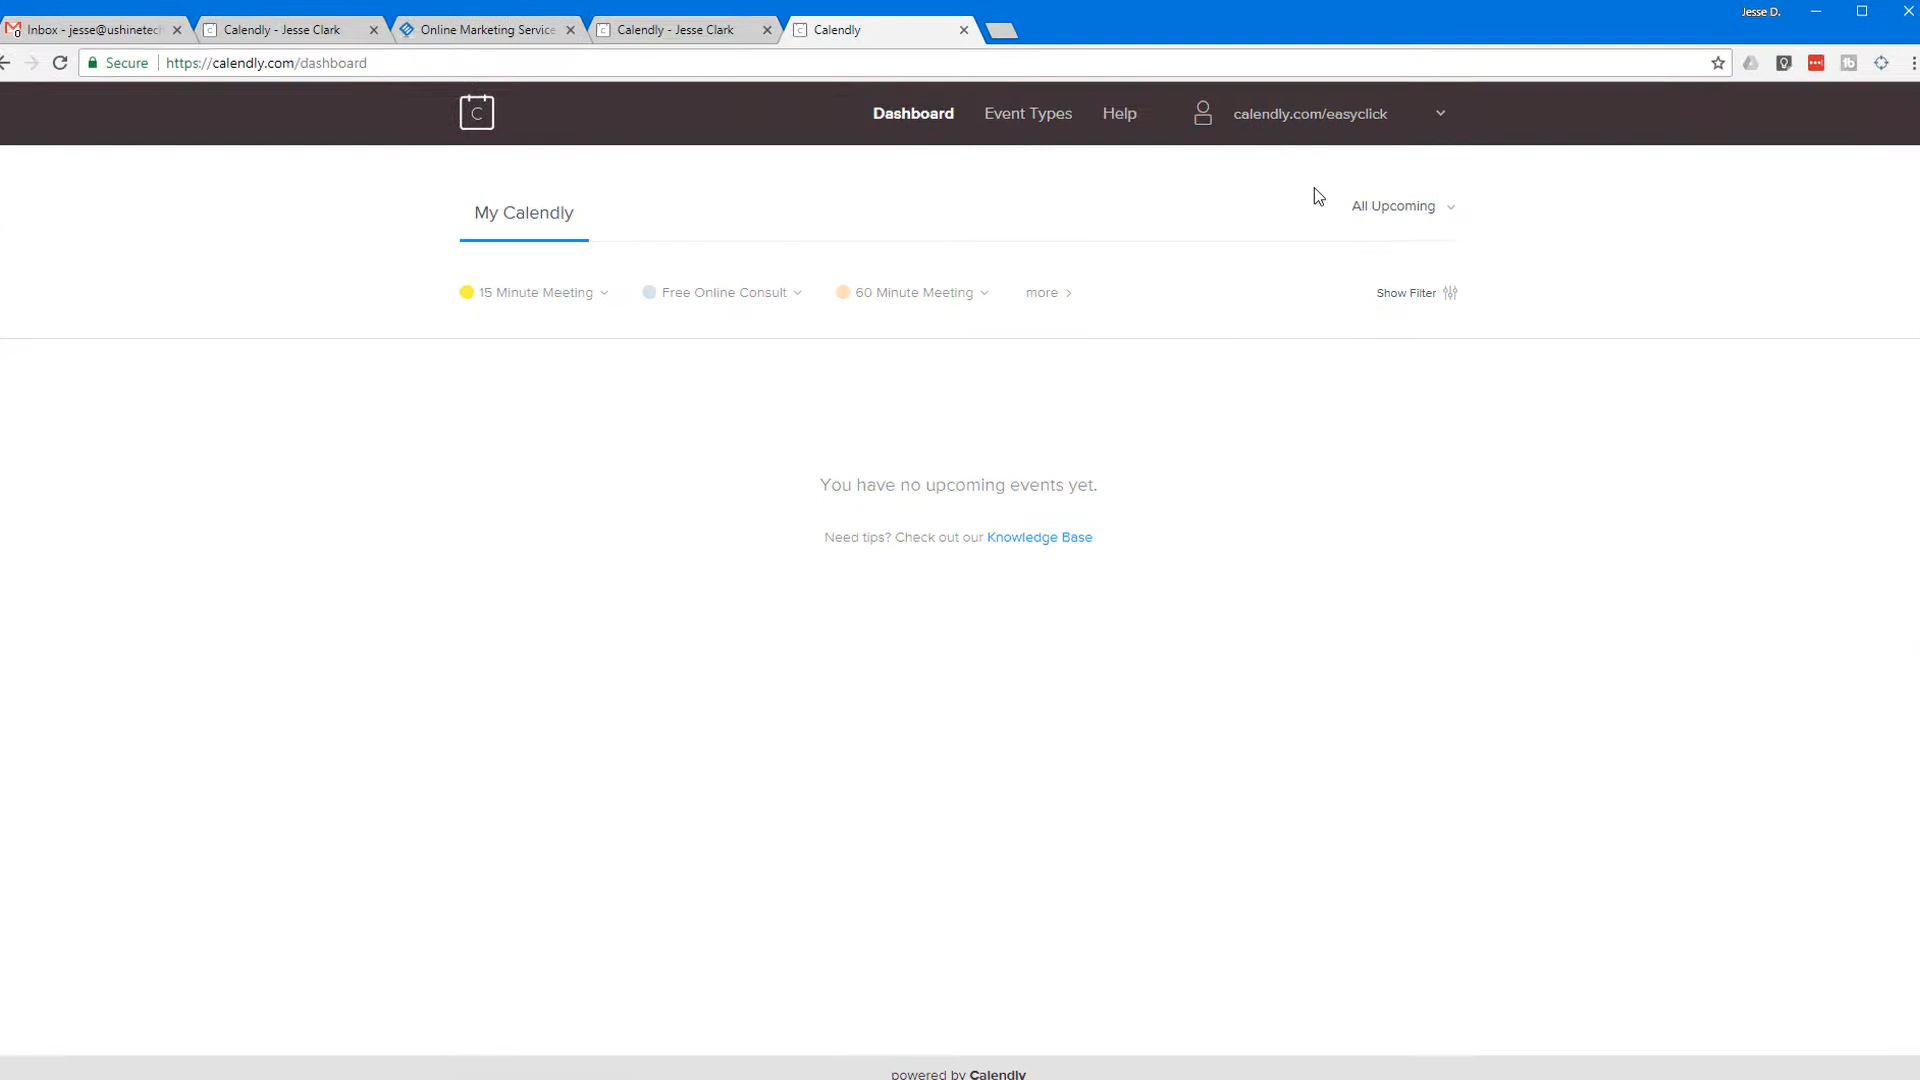 Jesse D.
Inbox - jesse@ushinetech
Calendly - Jesse Clark
Online Marketing Service
Calendly - Jesse Clark
Calendly
Secure
https://calendly.com/dashboard
C
Dashboard
Event Types
Help
calendly.com/easyclick
My Calendly
All Upcoming
15 Minute Meeting
Free Online Consult
60 Minute Meeting
more
Show Filter
You have no upcoming events yet.
Need tips? Check out our Knowledge Base
powered by Calendly